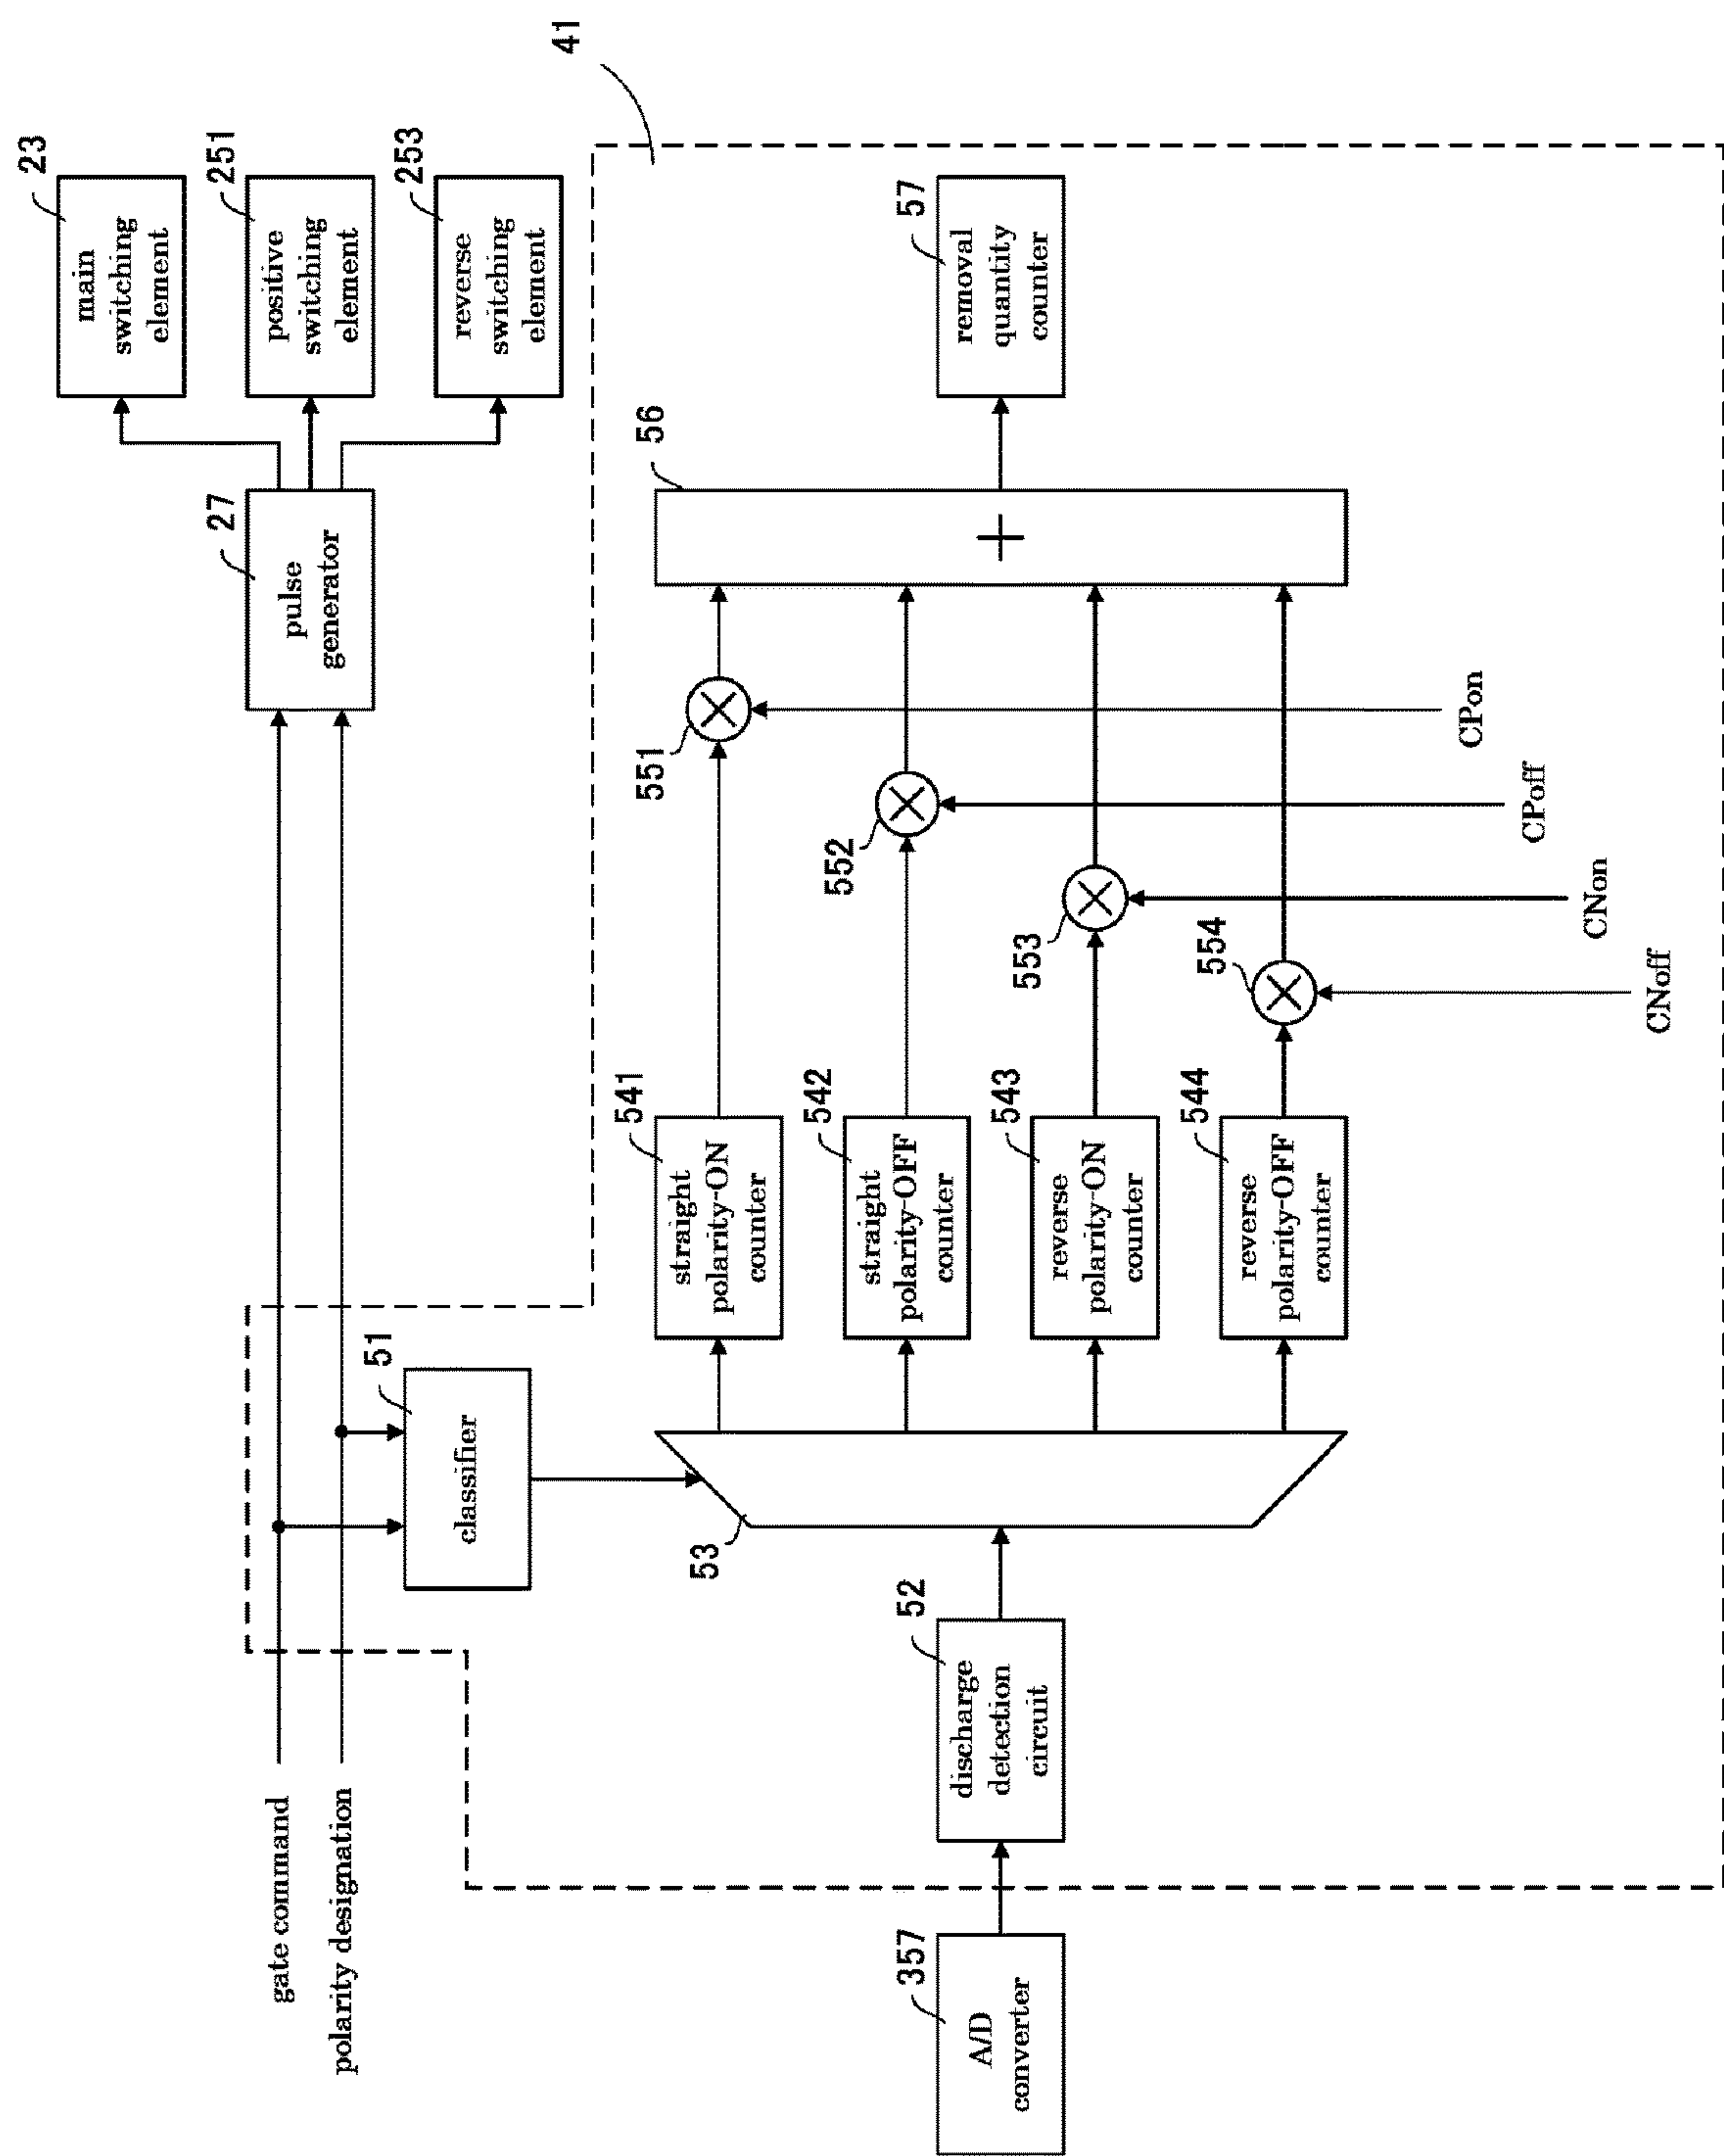 gate command
polarity designation
27
pulse
generator
23
main
switching
element
251
positive
switching
element
253
reverse
switching
element
41
51
classifier
357
A/D
converter
52
discharge
detection
circuit
53
541
straight
polarity-ON
counter
542
straight
polarity-OFF
counter
543
reverse
polarity-ON
counter
544
reverse
polarity-OFF
counter
551
552
553
554
CPon
CPoff
CNon
CNoff
56
+
57
removal
quantity
counter